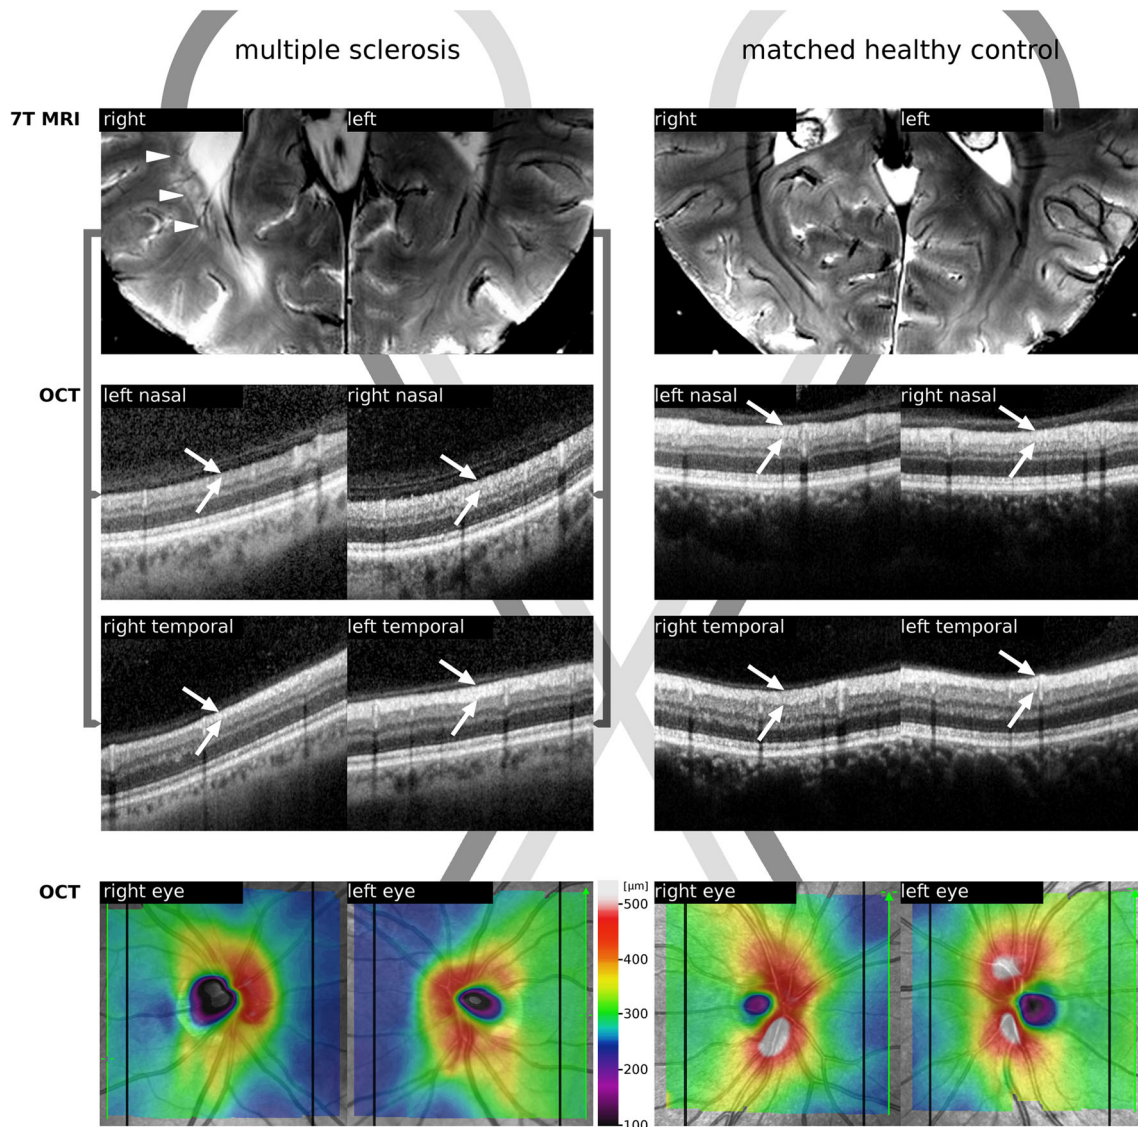 multiple sclerosis
matched healthy control
7T MRI
right
left
right
left
OCT
left nasal
right nasal
left nasal
right nasal
right temporal
left temporal
right temporal
left temporal
OCT
right eye
left eye
[µm]
500
400
300
200
100
right eye
left eye